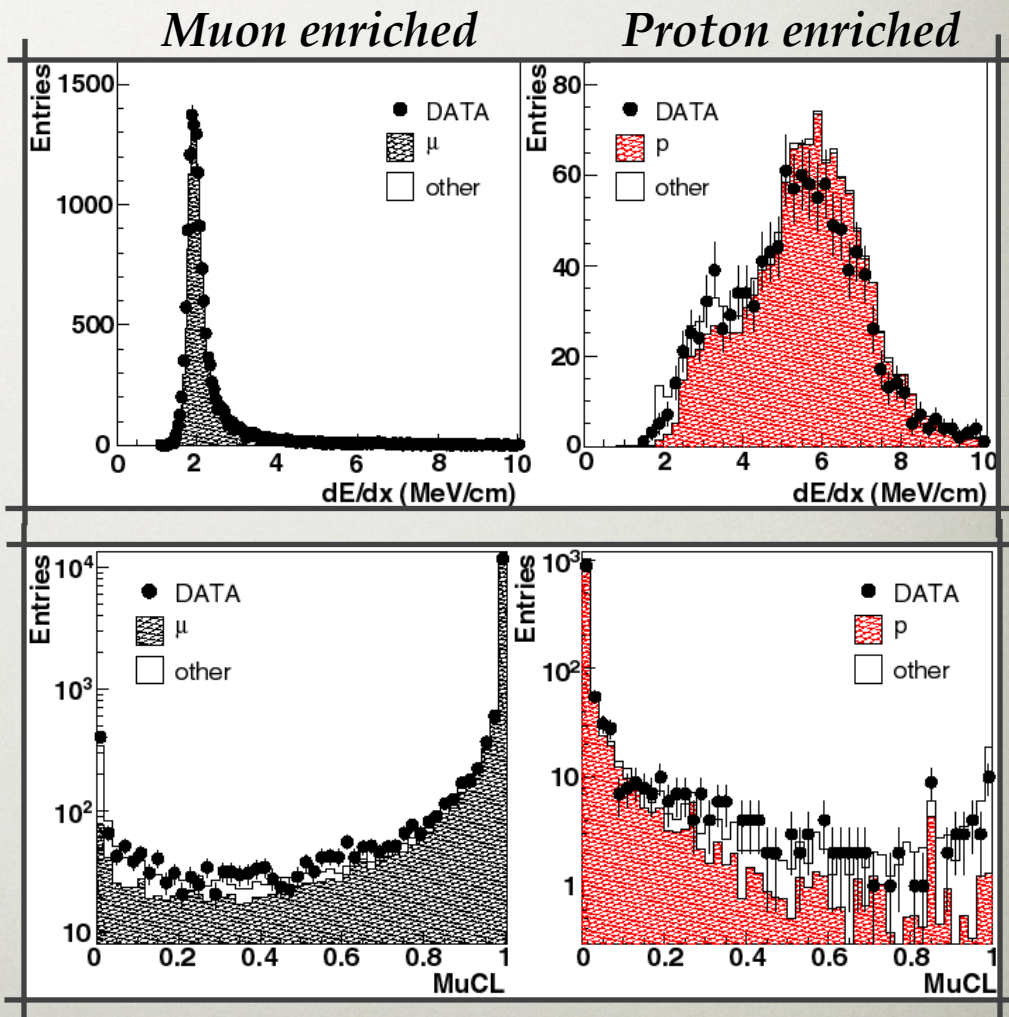 Muon enriched
Proton enriched
Entries
1500
1000
500
0
DATA
μ
other
0 2 4 6 8 10
dE/dx (MeV/cm)
Entries
80
60
40
20
0
DATA
p
other
0 2 4 6 8 10
dE/dx (MeV/cm)
Entries
10⁴
10³
10²
10
DATA
μ
other
0 0.2 0.4 0.6 0.8 1
MuCL
Entries
10³
10²
10
1
DATA
p
other
0 0.2 0.4 0.6 0.8 1
MuCL